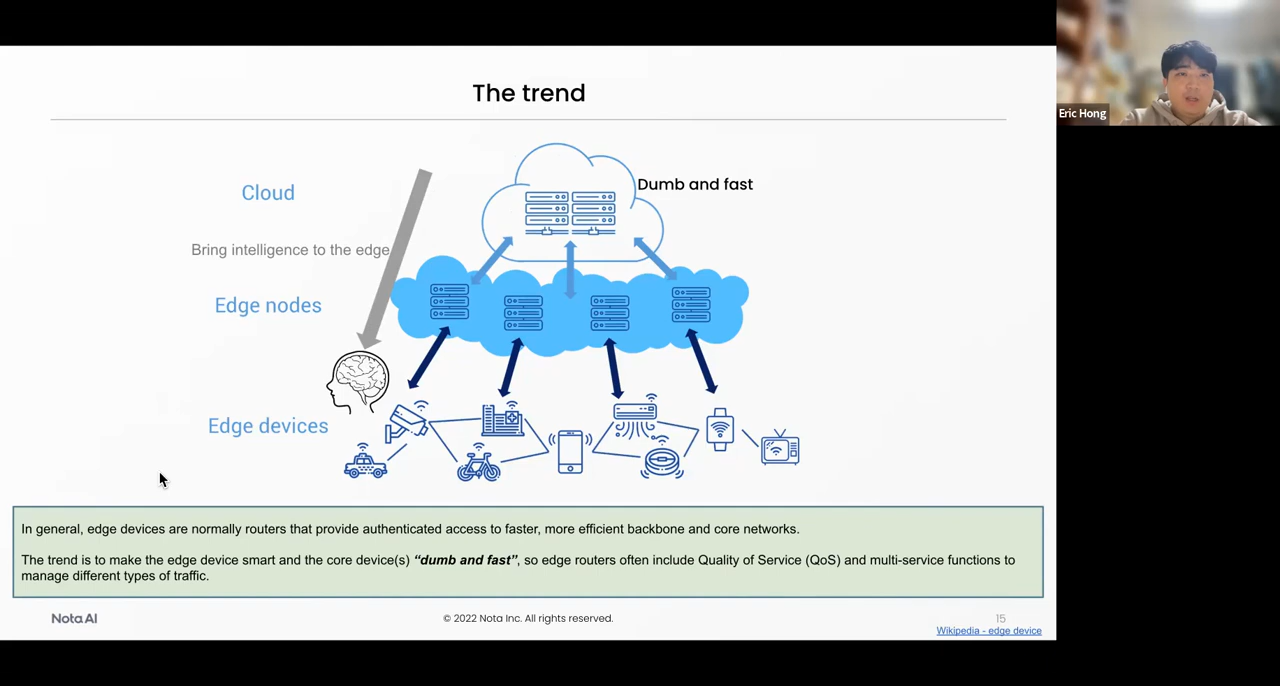 The trend
Cloud
Dumb and fast
Bring intelligence to the edge
Edge nodes
Edge devices
In general, edge devices are normally routers that provide authenticated access to faster, more efficient backbone and core networks.
The trend is to make the edge device smart and the core device(s) “dumb and fast”, so edge routers often include Quality of Service (QoS) and multi-service functions to
manage different types of traffic.
Nota AI
© 2022 Nota Inc. All rights reserved.
15
Wikipedia - edge device
Eric Hong